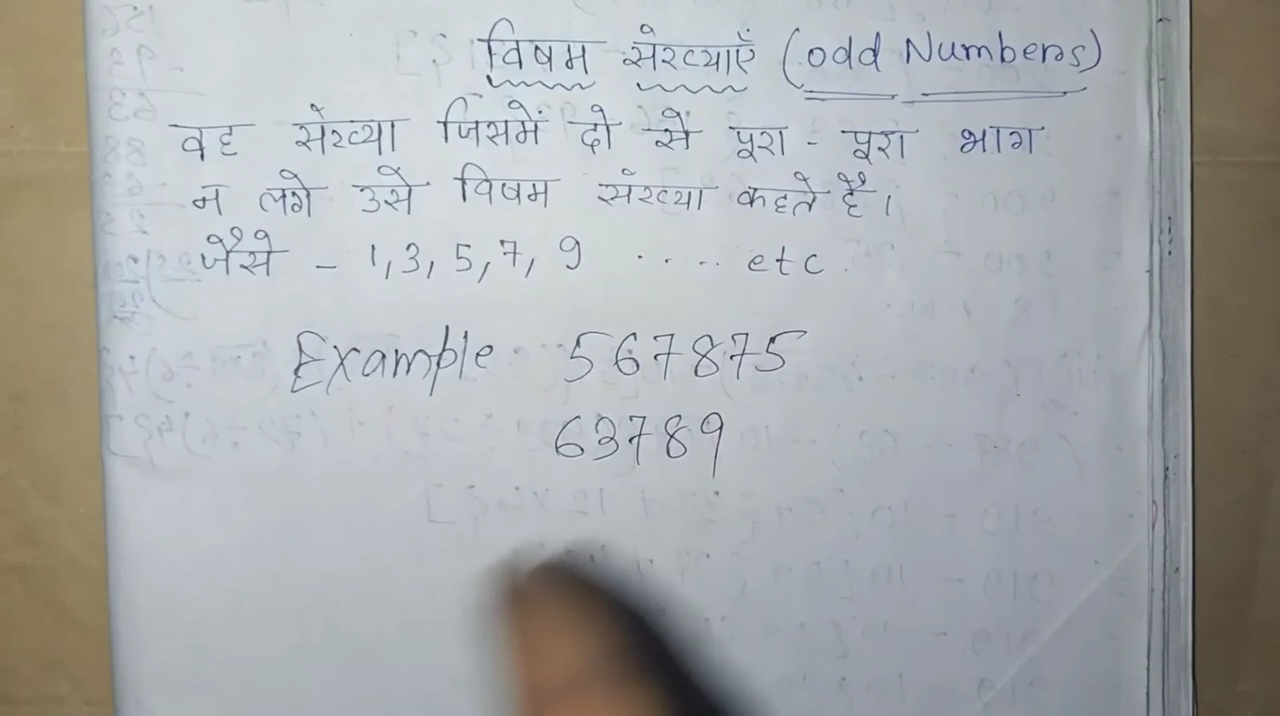 विषम संख्याएँ (odd Numbers)
वह संख्या जिसमें दो से पूरा - पूरा भाग
न लगे उसे विषम संख्या कहते है।
जैसे - 1, 3, 5, 7, 9 ..... etc.
Example 567875
63789